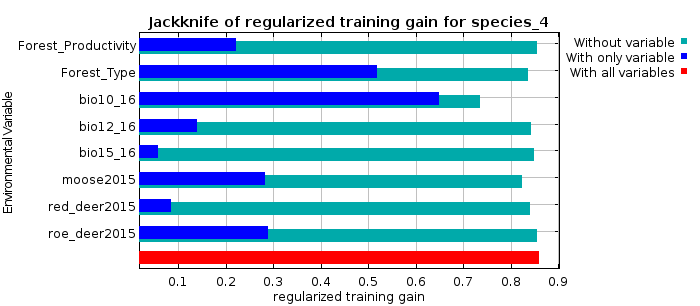 Jackknife of regularized training gain for species_4
Without variable
With only variable
With all variables
Environmental Variable
Forest_Productivity
Forest_Type
bio10_16
bio12_16
bio15_16
moose2015
red_deer2015
roe_deer2015
0.1 0.2 0.3 0.4 0.5 0.6 0.7 0.8 0.9
regularized training gain